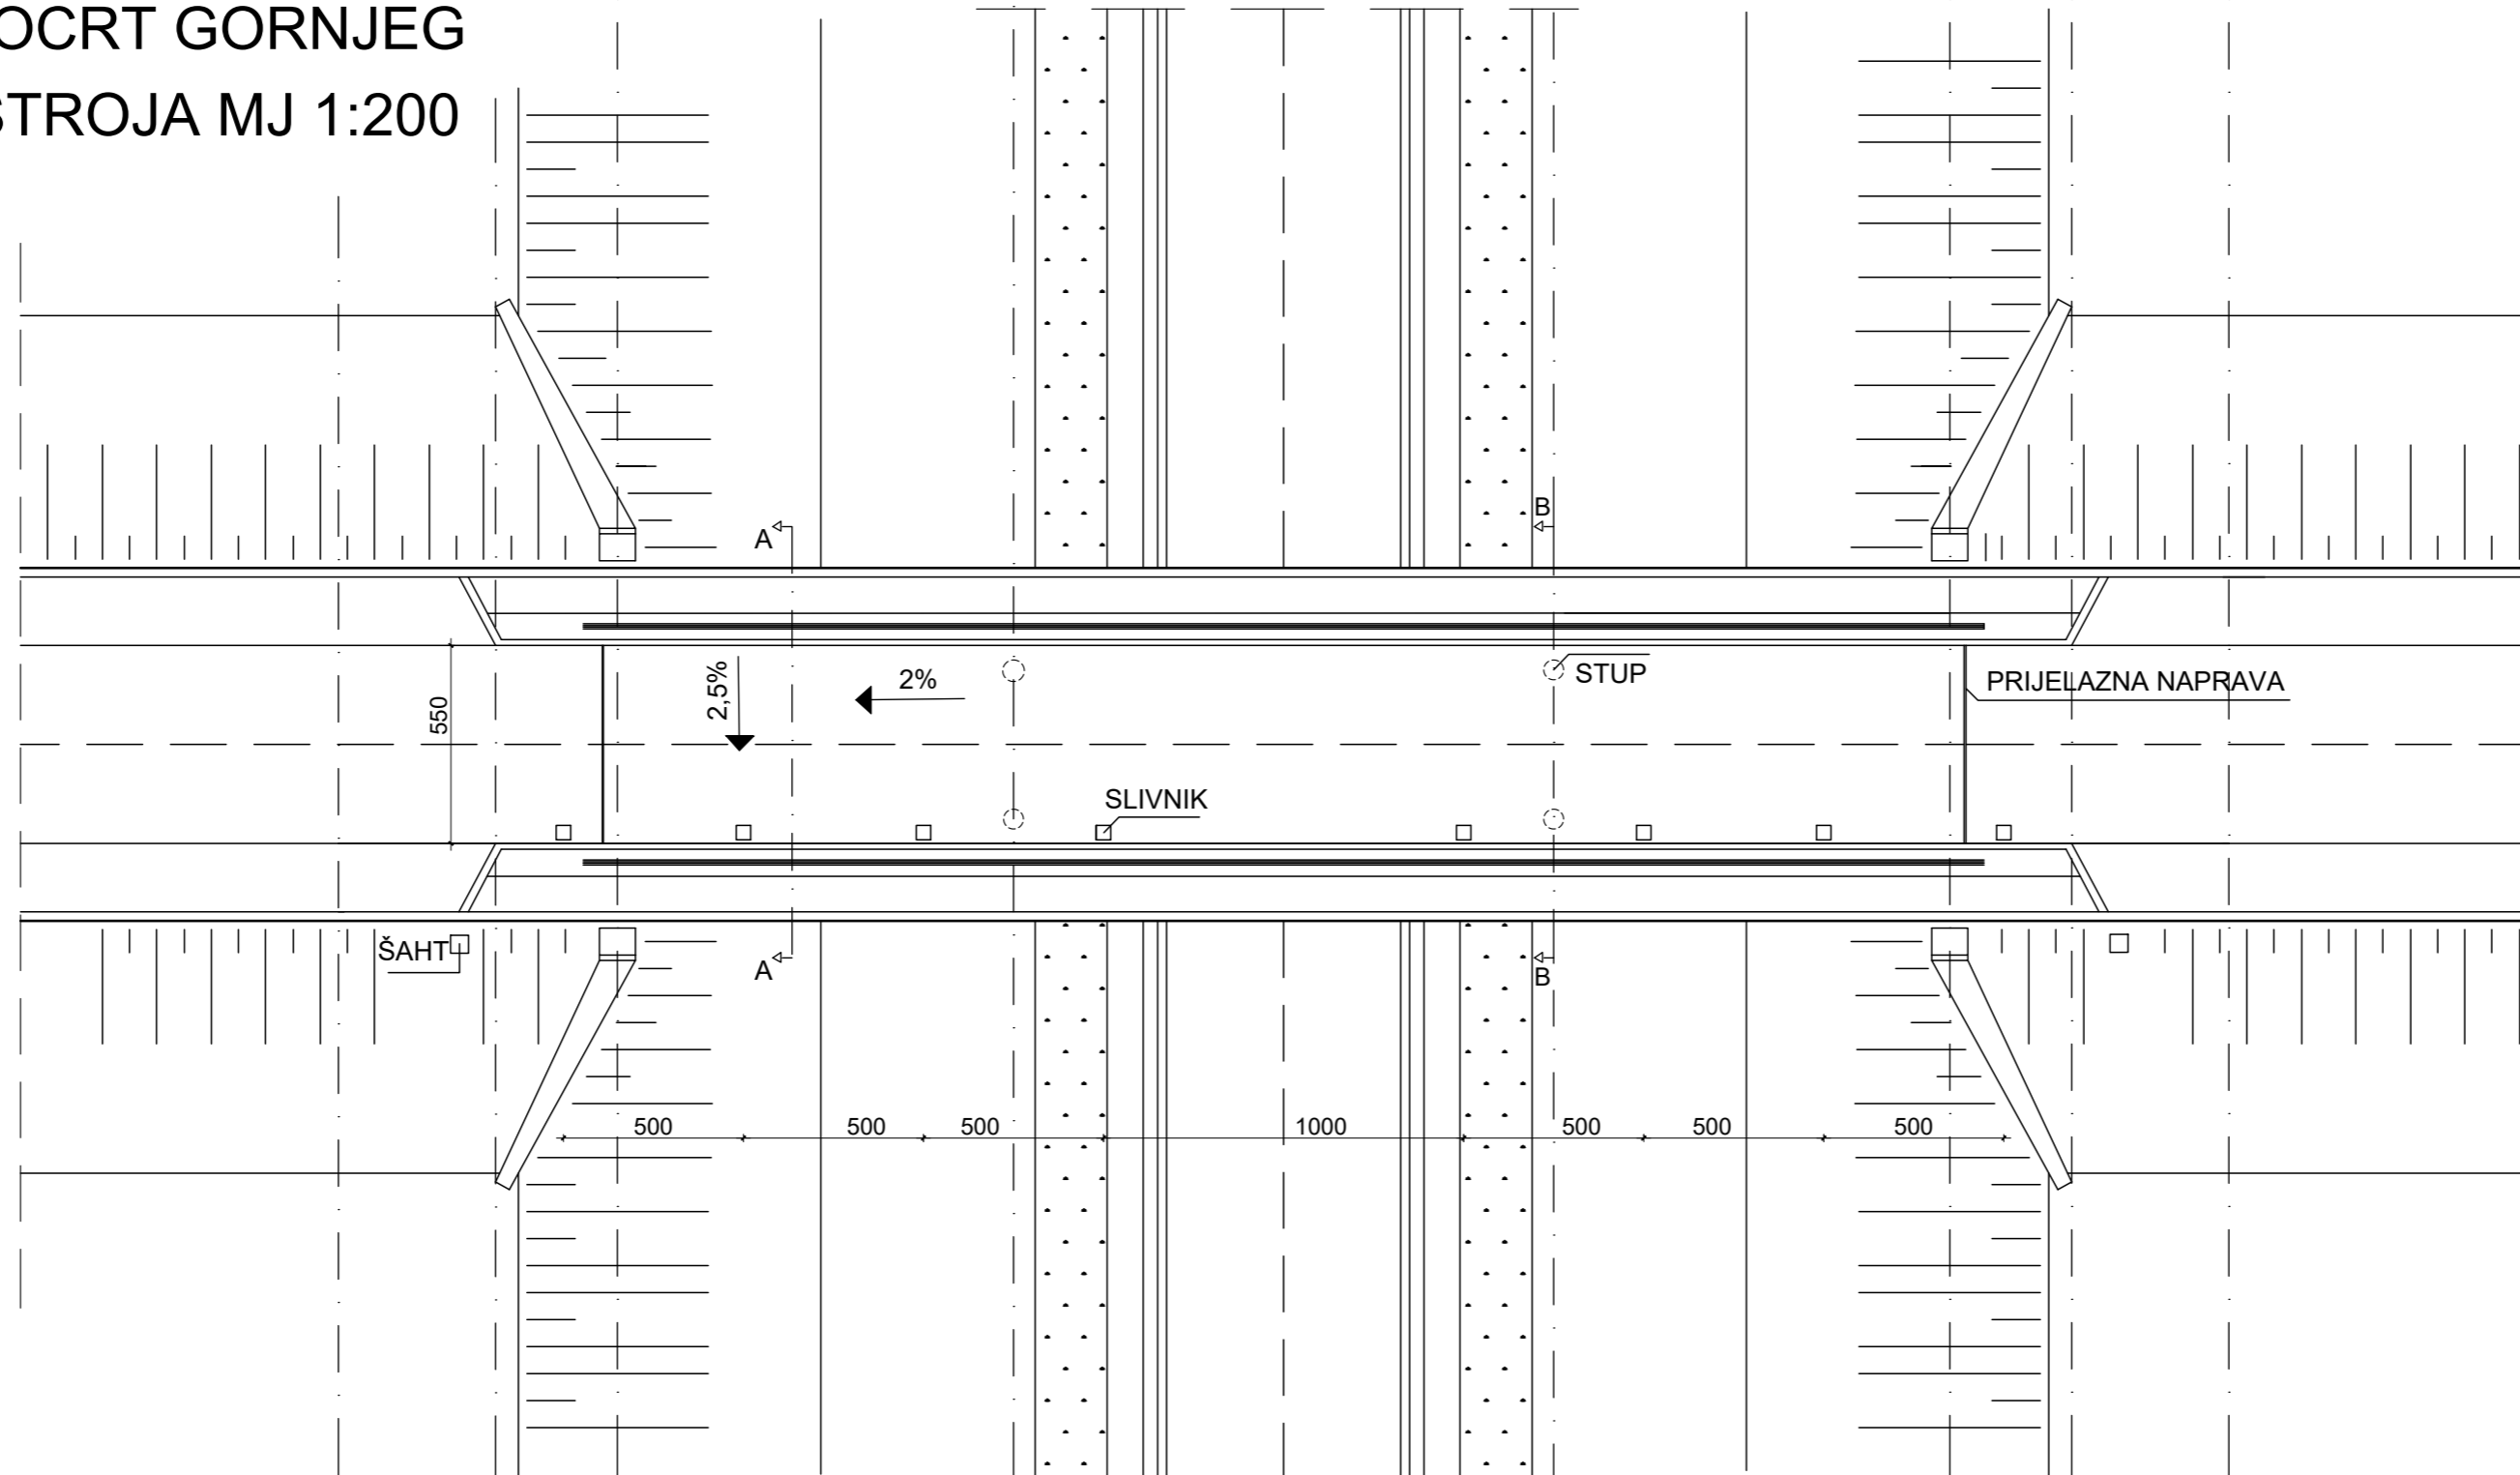 OCRT GORNJEG
STROJA MJ 1:200
A
B
2,5%
2%
STUP
PRIJELAZNA NAPRAVA
550
SLIVNIK
ŠAHT
A
B
500
500
500
1000
500
500
500